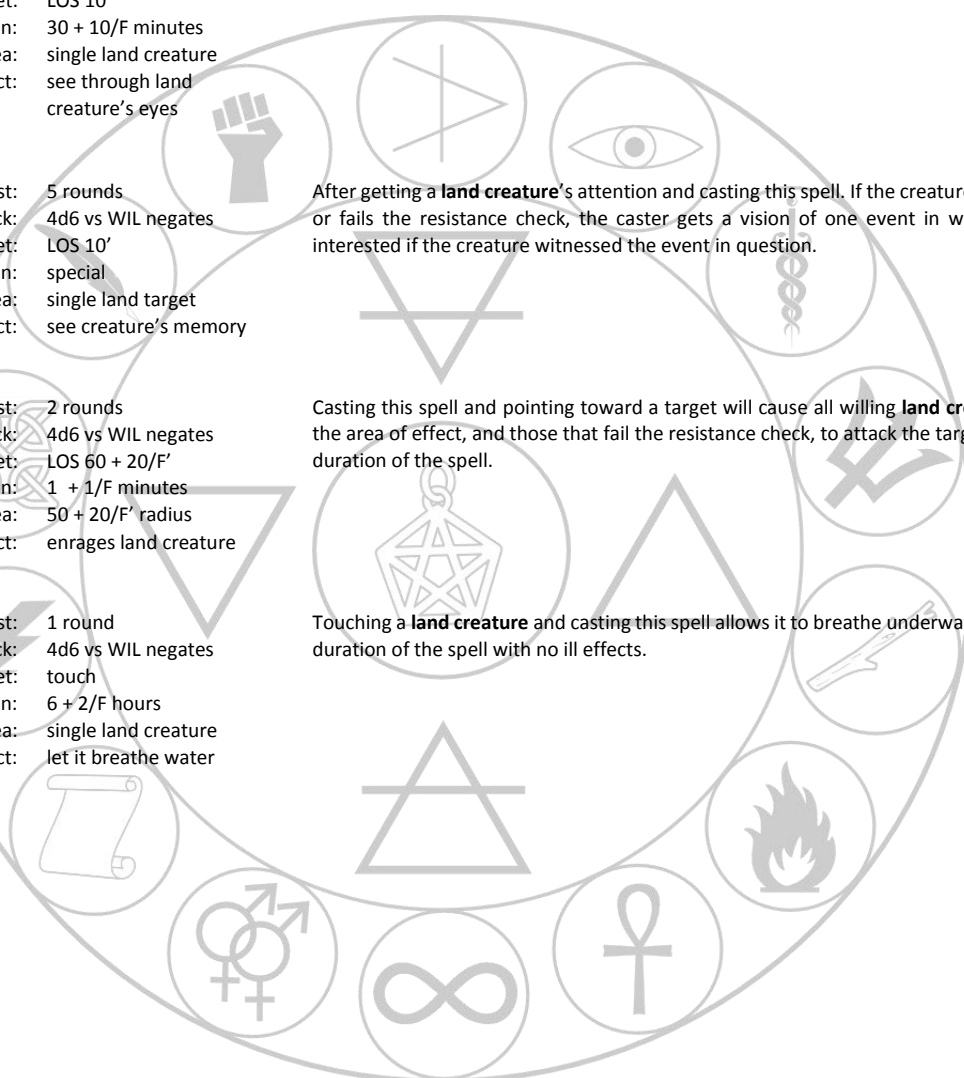 et: LOS 10
n: 30 + 10/F minutes
ea: single land creature
ct: see through land
creature's eyes
st: 5 rounds
ck: 4d6 vs WIL negates
et: LOS 10'
n: special
ea: single land target
ct: see creature's memory
After getting a land creature's attention and casting this spell. If the creature
or fails the resistance check, the caster gets a vision of one event in w
interested if the creature witnessed the event in question.
st: 2 rounds
ck: 4d6 vs WIL negates
et: LOS 60 + 20/F'
n: 1 + 1/F minutes
ea: 50 + 20/F' radius
ct: enrages land creature
Casting this spell and pointing toward a target will cause all willing land cr
the area of effect, and those that fail the resistance check, to attack the targ
duration of the spell.
st: 1 round
ck: 4d6 vs WIL negates
et: touch
n: 6 + 2/F hours
ea: single land creature
ct: let it breathe water
Touching a land creature and casting this spell allows it to breathe underwa
duration of the spell with no ill effects.